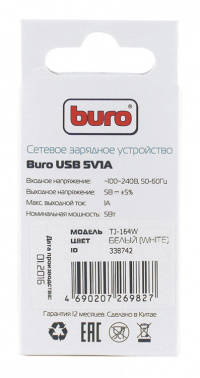 buro
Сетевое зарядное устройство
Buro USB 5V1A
Входное напряжение: ~100-240В, 50-60Гц
Выходное напряжение: 5В ⎓ ±5%
Макс. выходной ток: 1А
Номинальная мощность: 5Вт
МОДЕЛЬ TJ-164W
ЦВЕТ БЕЛЫЙ (WHITE)
ID 338742
Дата производства:
01.2016
4 690207 269827
Гарантия 12 месяцев. Сделано в Китае
EAC